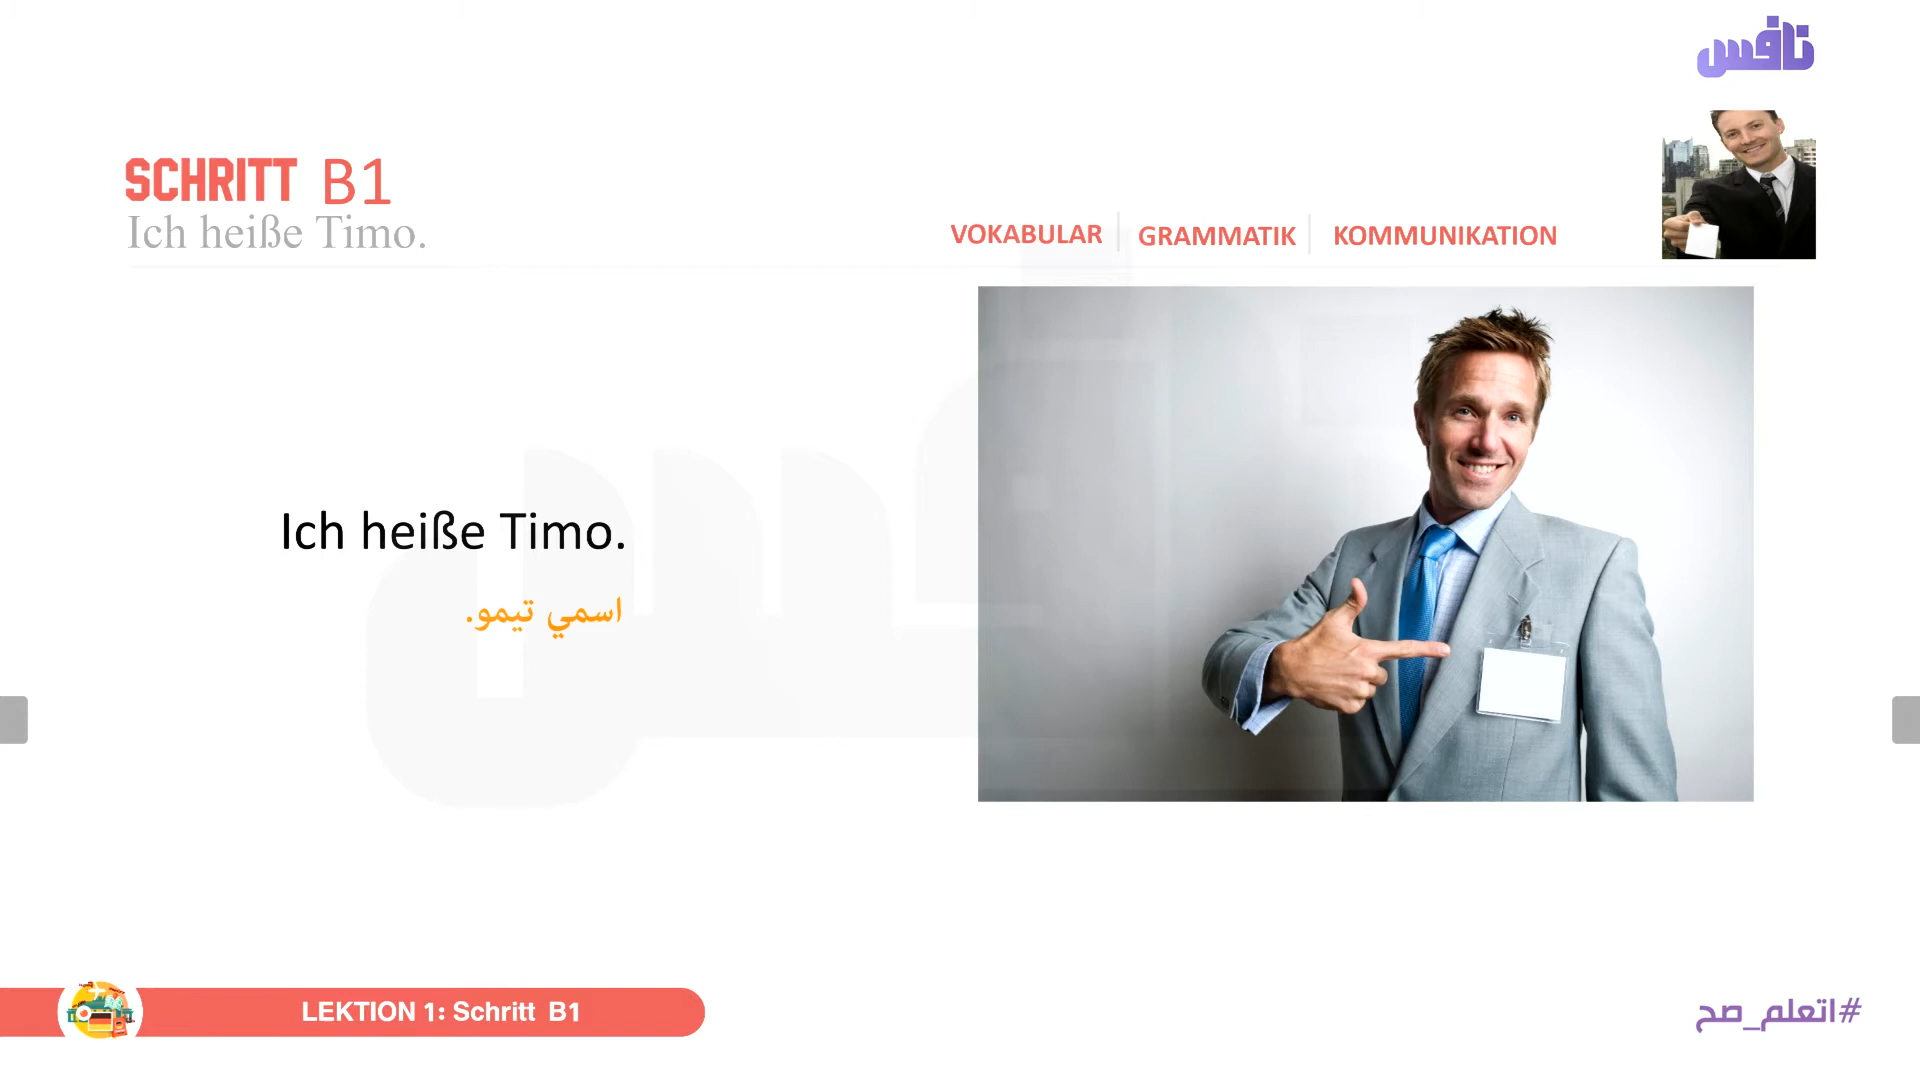 نافس
SCHRITT B1
Ich heiße Timo.
VOKABULAR
GRAMMATIK
KOMMUNIKATION
Ich heiße Timo.
اسمي تيمو.
LEKTION 1: Schritt B1
#اتعلم_صح